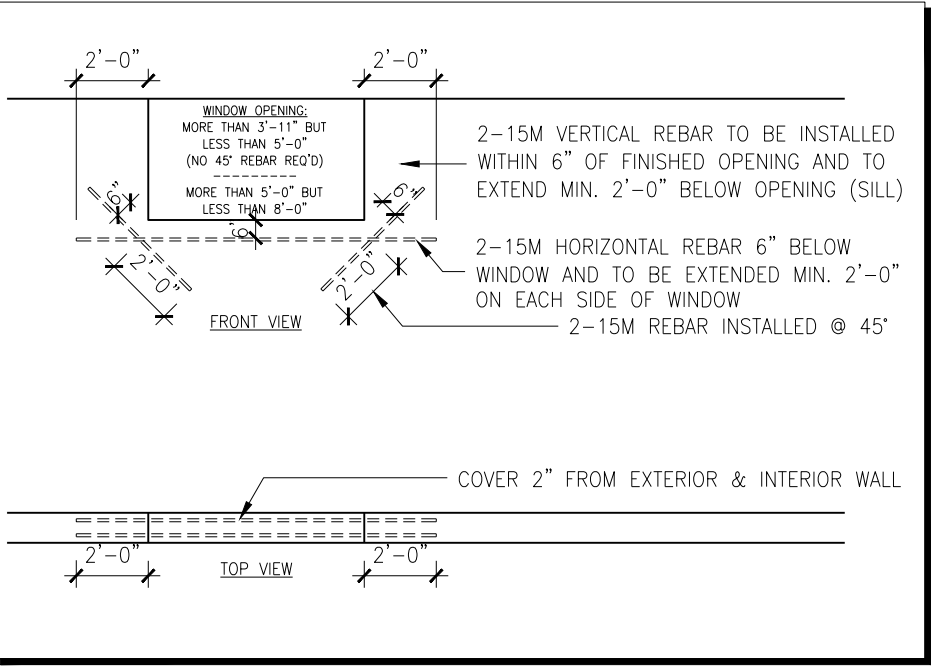 2'-0"
2'-0"
WINDOW OPENING:
MORE THAN 3'-11" BUT
LESS THAN 5'-0"
(NO 45° REBAR REQ'D)
----------
MORE THAN 5'-0" BUT
LESS THAN 8'-0"
2-15M VERTICAL REBAR TO BE INSTALLED
WITHIN 6" OF FINISHED OPENING AND TO
EXTEND MIN. 2'-0" BELOW OPENING (SILL)
6"
6"
6"
2'-0"
2'-0"
2-15M HORIZONTAL REBAR 6" BELOW
WINDOW AND TO BE EXTENDED MIN. 2'-0"
ON EACH SIDE OF WINDOW
FRONT VIEW
2-15M REBAR INSTALLED @ 45°
COVER 2" FROM EXTERIOR & INTERIOR WALL
2'-0"
2'-0"
TOP VIEW